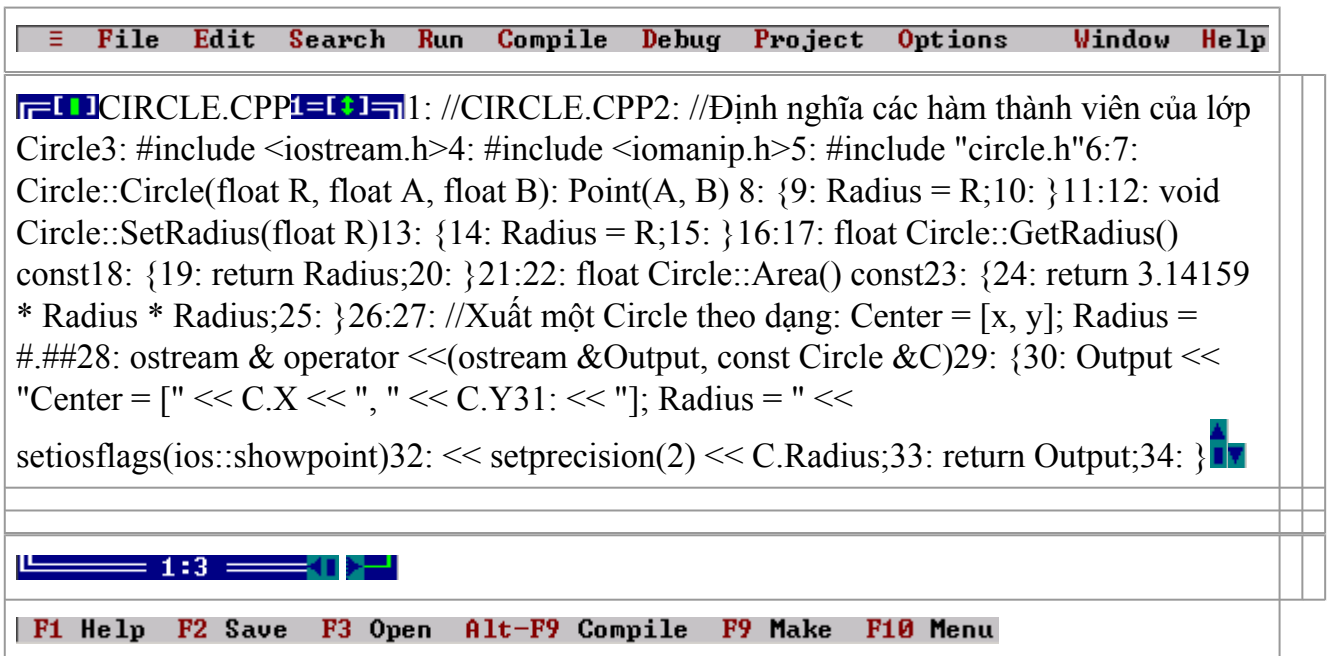 ≡ File Edit Search Run Compile Debug Project Options Window Help
╔=[▮]CIRCLE.CPP1=[↕]=╗1: //CIRCLE.CPP2: //Định nghĩa các hàm thành viên của lớp
Circle3: #include <iostream.h>4: #include <iomanip.h>5: #include "circle.h"6:7:
Circle::Circle(float R, float A, float B): Point(A, B) 8: {9: Radius = R;10: }11:12: void
Circle::SetRadius(float R)13: {14: Radius = R;15: }16:17: float Circle::GetRadius()
const18: {19: return Radius;20: }21:22: float Circle::Area() const23: {24: return 3.14159
* Radius * Radius;25: }26:27: //Xuất một Circle theo dạng: Center = [x, y]; Radius =
#.##28: ostream & operator <<(ostream &Output, const Circle &C)29: {30: Output <<
"Center = [" << C.X << ", " << C.Y31: << "]; Radius = " <<
setiosflags(ios::showpoint)32: << setprecision(2) << C.Radius;33: return Output;34: }
1:3
F1 Help F2 Save F3 Open Alt-F9 Compile F9 Make F10 Menu